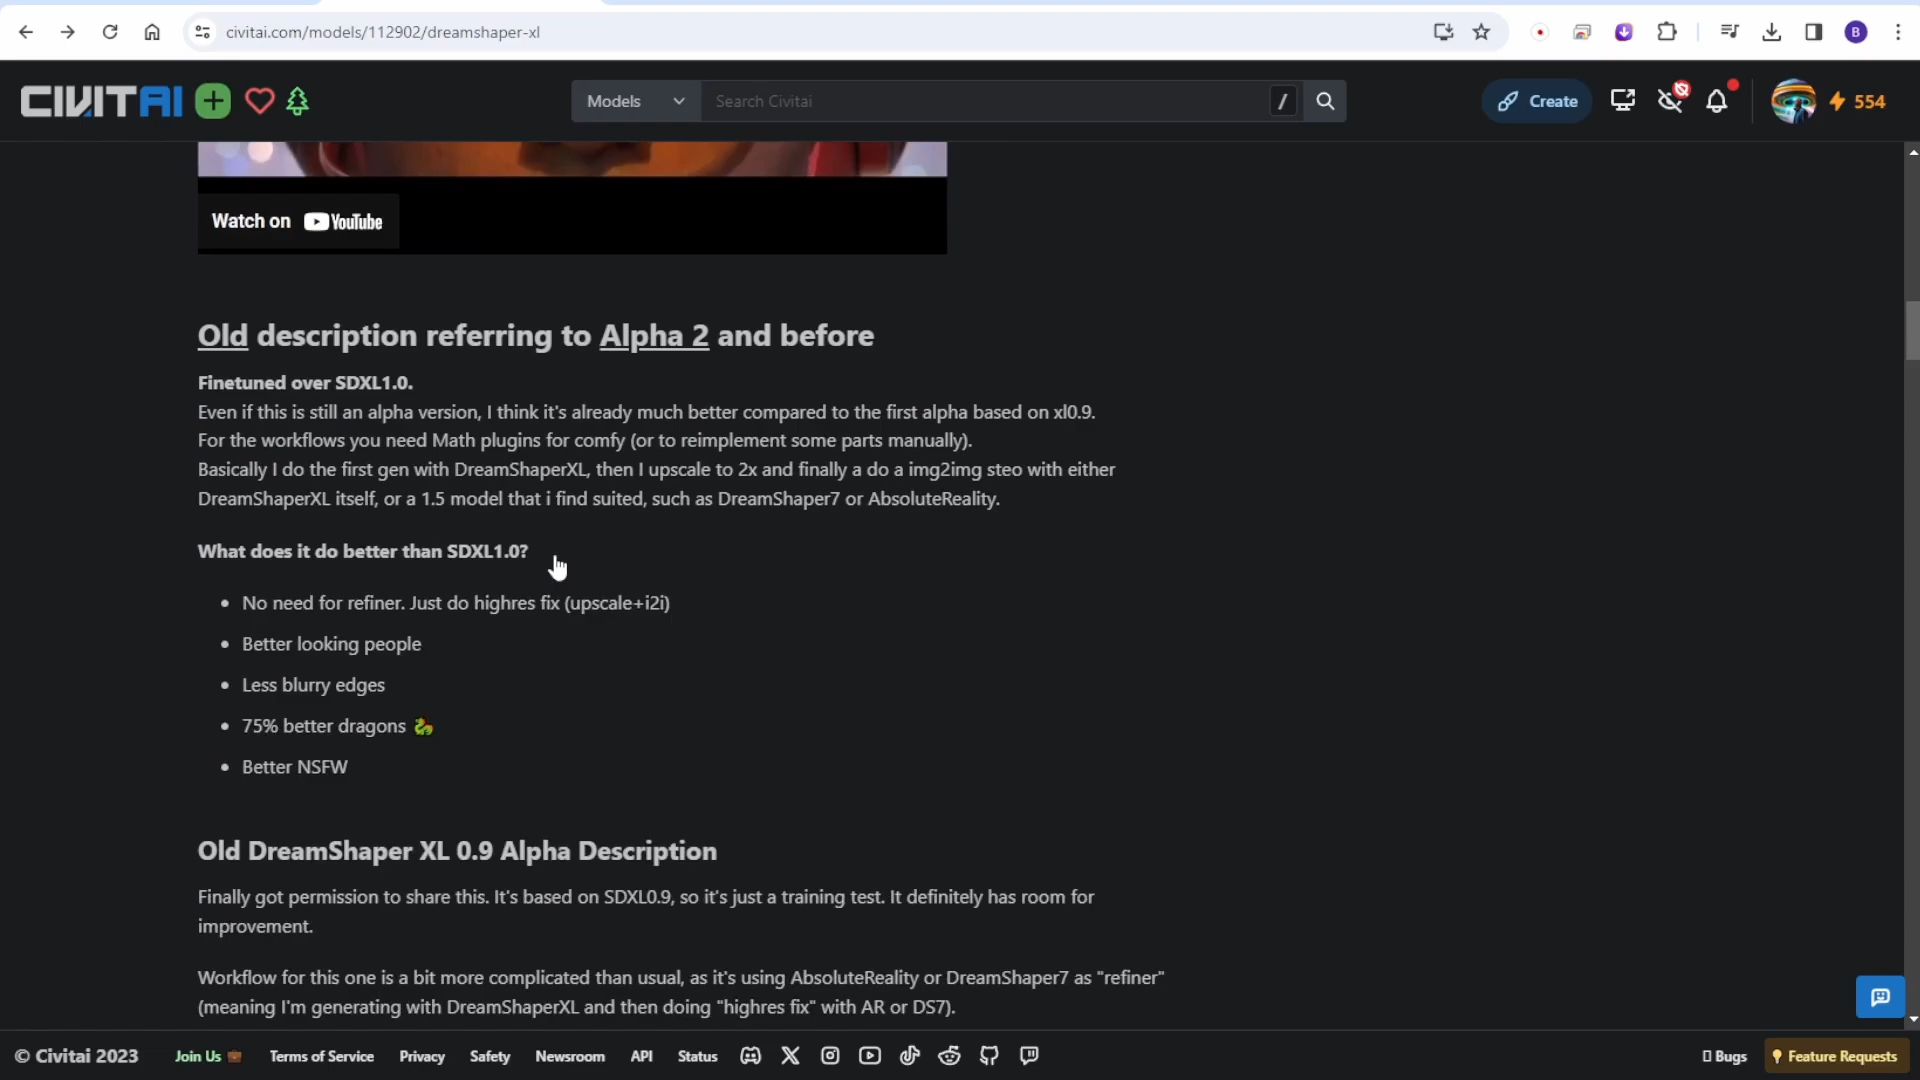 civitai.com/models/112902/dreamshaper-xl
B
CIVITAI
Models
Search Civitai
/
Create
554
Watch on YouTube
Old description referring to Alpha 2 and before
Finetuned over SDXL1.0.
Even if this is still an alpha version, I think it's already much better compared to the first alpha based on xl0.9.
For the workflows you need Math plugins for comfy (or to reimplement some parts manually).
Basically I do the first gen with DreamShaperXL, then I upscale to 2x and finally a do a img2img steo with either
DreamShaperXL itself, or a 1.5 model that i find suited, such as DreamShaper7 or AbsoluteReality.
What does it do better than SDXL1.0?
• No need for refiner. Just do highres fix (upscale+i2i)
• Better looking people
• Less blurry edges
• 75% better dragons 🐉
• Better NSFW
Old DreamShaper XL 0.9 Alpha Description
Finally got permission to share this. It's based on SDXL0.9, so it's just a training test. It definitely has room for
improvement.
Workflow for this one is a bit more complicated than usual, as it's using AbsoluteReality or DreamShaper7 as "refiner"
(meaning I'm generating with DreamShaperXL and then doing "highres fix" with AR or DS7).
© Civitai 2023
Join Us
Terms of Service
Privacy
Safety
Newsroom
API
Status
Bugs
Feature Requests